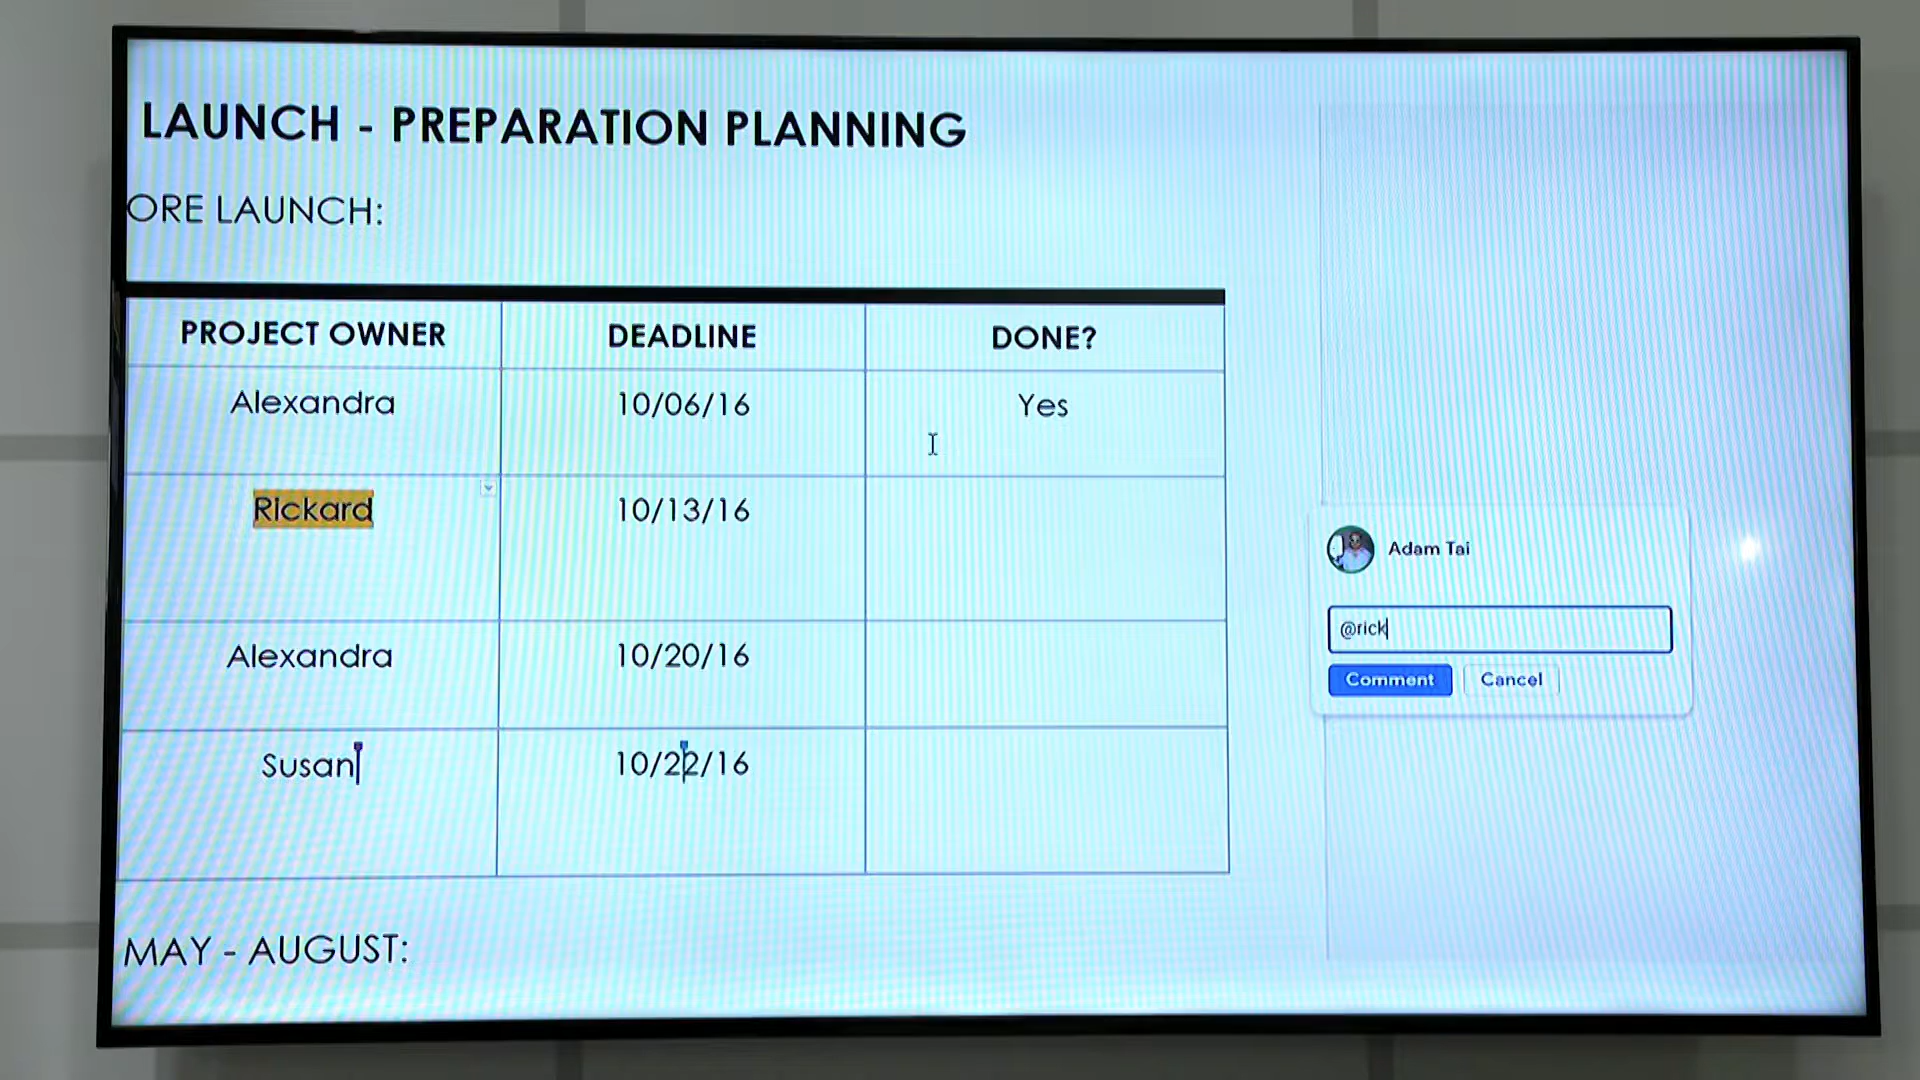 LAUNCH - PREPARATION PLANNING
ORE LAUNCH:
PROJECT OWNER DEADLINE DONE?
Alexandra 10/06/16 Yes
Rickard 10/13/16
Alexandra 10/20/16
Susan 10/22/16
MAY - AUGUST:
Adam Tai
@rick
Comment Cancel